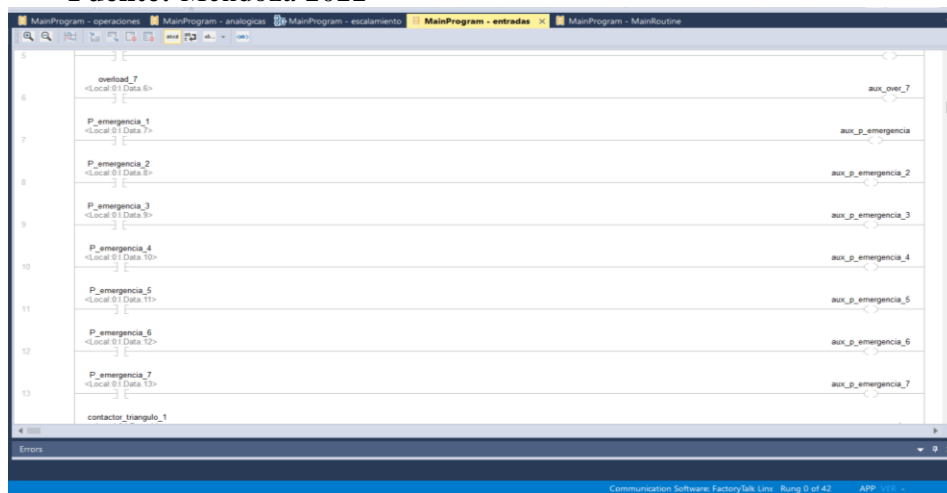 Fuente: Mendoza 2022
MainProgram - operaciones MainProgram - analogicas MainProgram - escalamiento MainProgram - entradas × MainProgram - MainRoutine
5
overload_7
<Local:0:I.Data.6>
aux_over_7
6
P_emergencia_1
<Local:0:I.Data.7>
aux_p_emergencia
7
P_emergencia_2
<Local:0:I.Data.8>
aux_p_emergencia_2
8
P_emergencia_3
<Local:0:I.Data.9>
aux_p_emergencia_3
9
P_emergencia_4
<Local:0:I.Data.10>
aux_p_emergencia_4
10
P_emergencia_5
<Local:0:I.Data.11>
aux_p_emergencia_5
11
P_emergencia_6
<Local:0:I.Data.12>
aux_p_emergencia_6
12
P_emergencia_7
<Local:0:I.Data.13>
aux_p_emergencia_7
13
contactor_triangulo_1
Errors
Communication Software: FactoryTalk Linx Rung 0 of 42 APP VER